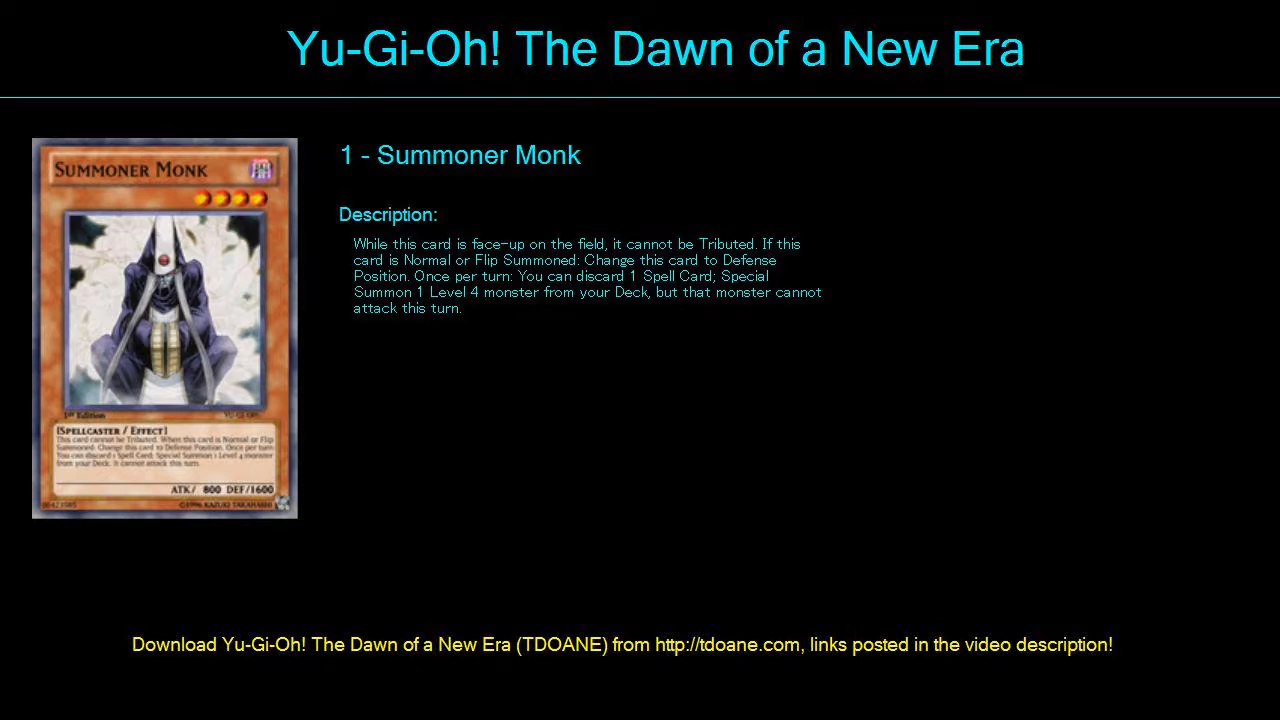 Yu-Gi-Oh! The Dawn of a New Era
1 - Summoner Monk
Description:
While this card is face-up on the field, it cannot be Tributed. If this
card is Normal or Flip Summoned: Change this card to Defense
Position. Once per turn: You can discard 1 Spell Card; Special
Summon 1 Level 4 monster from your Deck, but that monster cannot
attack this turn.
SUMMONER MONK
1st Edition
[SPELLCASTER / EFFECT]
This card cannot be Tributed. When this card is Normal or Flip
Summoned: Change this card to Defense Position. Once per turn:
You can discard 1 Spell Card; Special Summon 1 Level 4 monster
from your Deck. It cannot attack this turn.
ATK/ 800 DEF/1600
©1996 KAZUKI TAKAHASHI
Download Yu-Gi-Oh! The Dawn of a New Era (TDOANE) from http://tdoane.com, links posted in the video description!